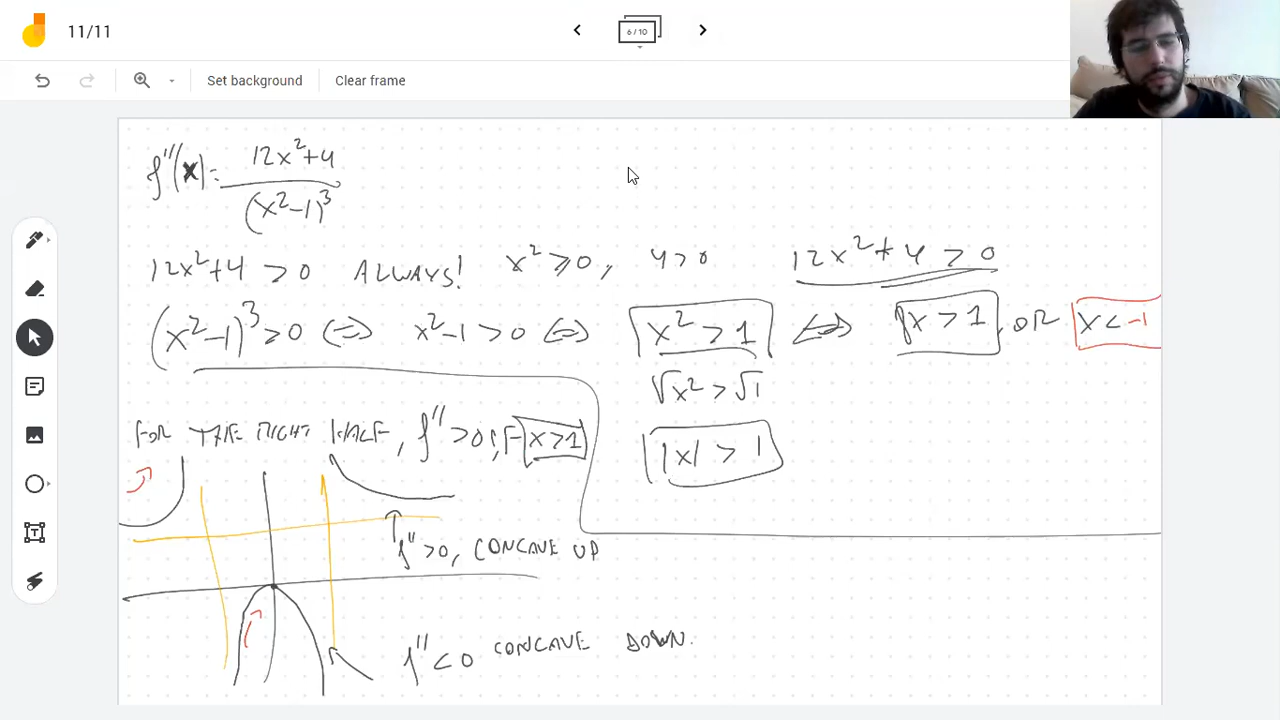 11/11
6 / 10
Set background
Clear frame
f''(x) = 12x²+4 / (x²-1)³
12x²+4 > 0 ALWAYS! x² ⩾ 0, 4 > 0 12x²+4 > 0
(x²-1)³ > 0 ⇔ x²-1 > 0 ⇔ x² > 1 ⇔ x > 1 OR x < -1
√x² > √1
FOR THE RIGHT HALF, f'' > 0 IF x > 1
|x| > 1
f'' > 0, CONCAVE UP
f'' < 0 CONCAVE DOWN.